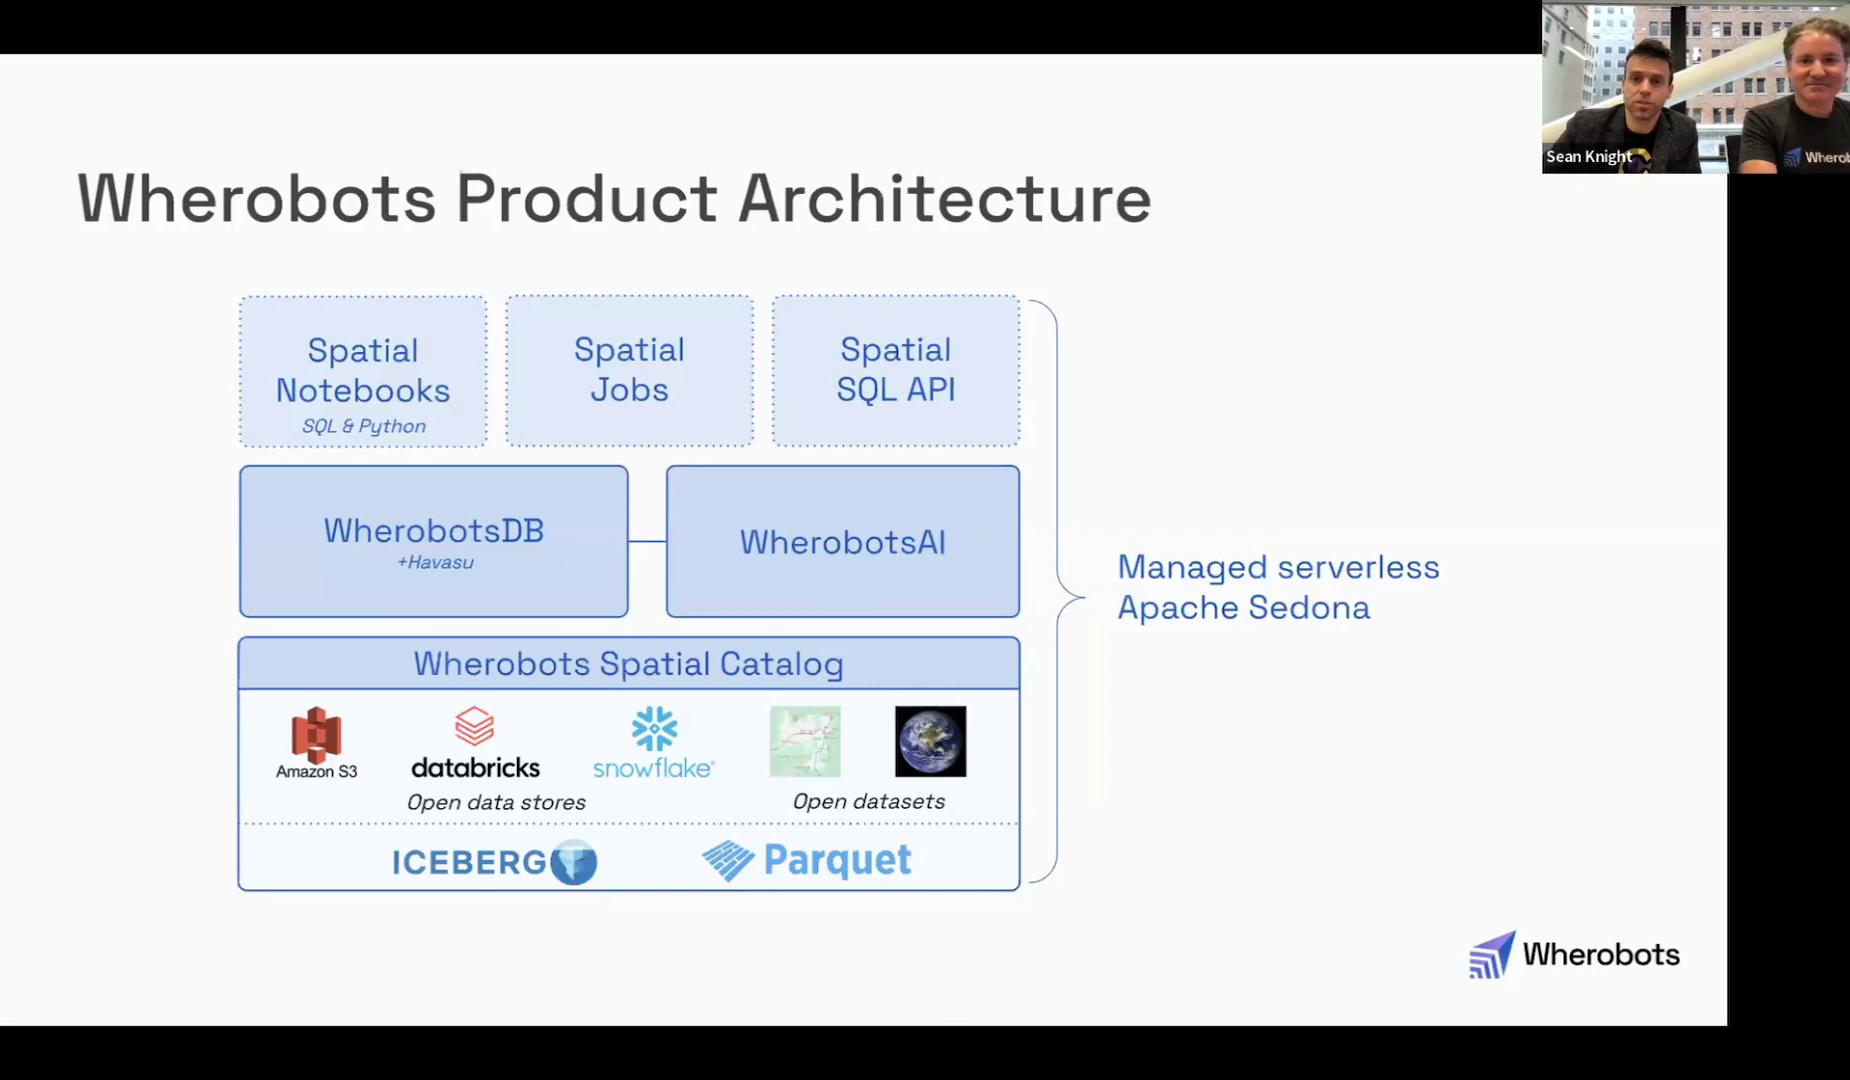 Sean Knight
Wherobots Product Architecture
Spatial
Notebooks
SQL & Python
Spatial
Jobs
Spatial
SQL API
WherobotsDB
+Havasu
WherobotsAI
Managed serverless
Apache Sedona
Wherobots Spatial Catalog
Amazon S3
databricks
snowflake®
Open data stores
Open datasets
ICEBERG
Parquet
Wherobots